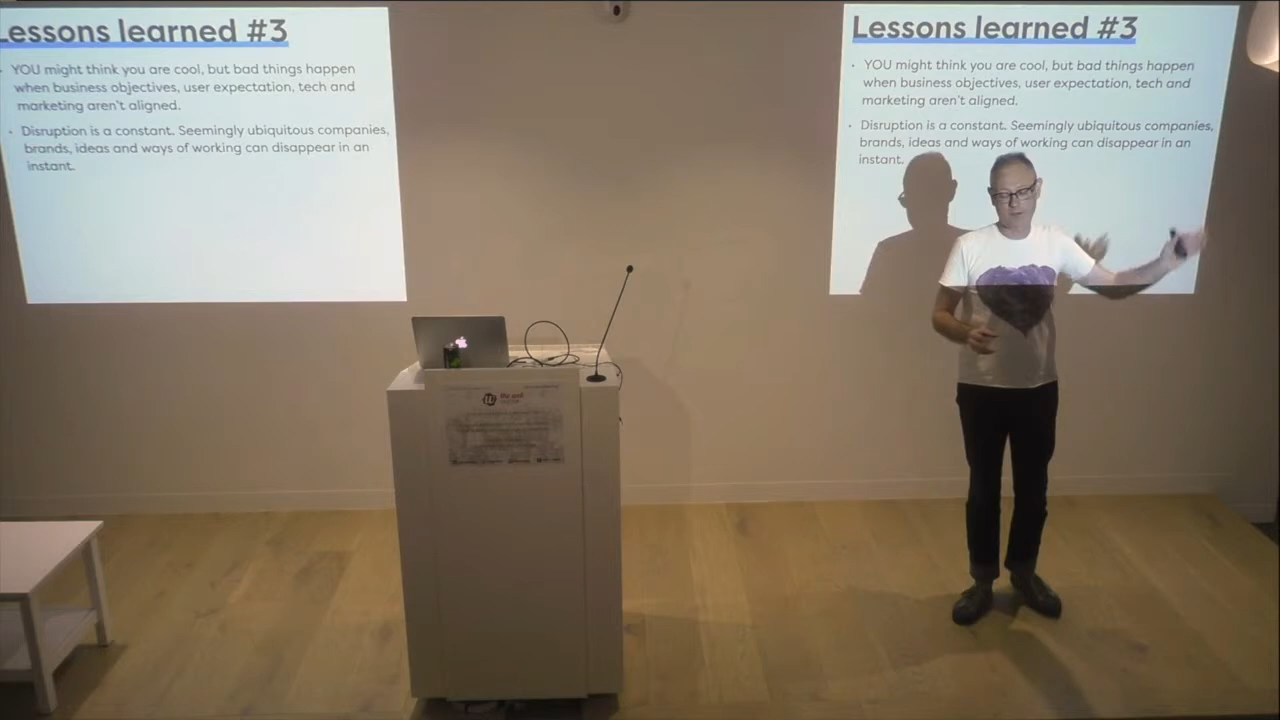 Lessons learned #3
YOU might think you are cool, but bad things happen
when business objectives, user expectation, tech and
marketing aren't aligned.
Disruption is a constant. Seemingly ubiquitous companies,
brands, ideas and ways of working can disappear in an
instant.
Lessons learned #3
YOU might think you are cool, but bad things happen
when business objectives, user expectation, tech and
marketing aren't aligned.
Disruption is a constant. Seemingly ubiquitous companies,
brands, ideas and ways of working can disappear in an
instant.